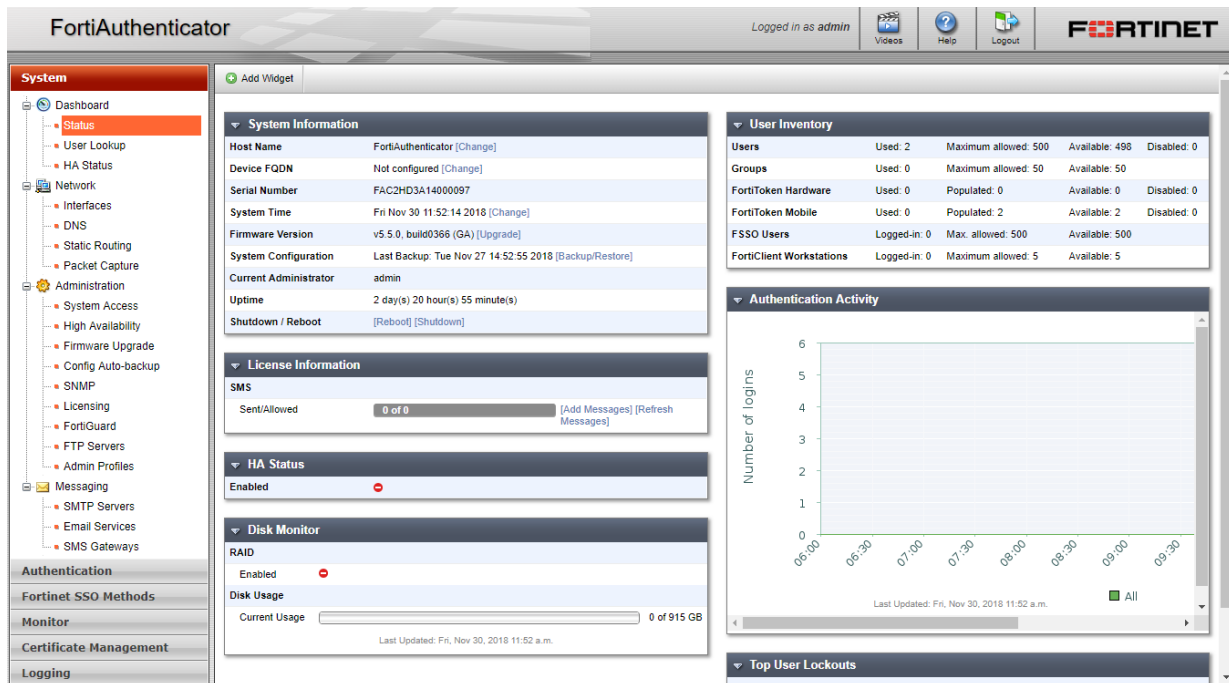 FortiAuthenticator
Logged in as admin
Videos
Help
Logout
FORTINET
System
Dashboard
Status
User Lookup
HA Status
Network
Interfaces
DNS
Static Routing
Packet Capture
Administration
System Access
High Availability
Firmware Upgrade
Config Auto-backup
SNMP
Licensing
FortiGuard
FTP Servers
Admin Profiles
Messaging
SMTP Servers
Email Services
SMS Gateways
Authentication
Fortinet SSO Methods
Monitor
Certificate Management
Logging
Add Widget
System Information
Host Name FortiAuthenticator [Change]
Device FQDN Not configured [Change]
Serial Number FAC2HD3A14000097
System Time Fri Nov 30 11:52:14 2018 [Change]
Firmware Version v5.5.0, build0366 (GA) [Upgrade]
System Configuration Last Backup: Tue Nov 27 14:52:55 2018 [Backup/Restore]
Current Administrator admin
Uptime 2 day(s) 20 hour(s) 55 minute(s)
Shutdown / Reboot [Reboot] [Shutdown]
License Information
SMS
Sent/Allowed 0 of 0 [Add Messages] [Refresh
Messages]
HA Status
Enabled
Disk Monitor
RAID
Enabled
Disk Usage
Current Usage 0 of 915 GB
Last Updated: Fri, Nov 30, 2018 11:52 a.m.
User Inventory
Users Used: 2 Maximum allowed: 500 Available: 498 Disabled: 0
Groups Used: 0 Maximum allowed: 50 Available: 50
FortiToken Hardware Used: 0 Populated: 0 Available: 0 Disabled: 0
FortiToken Mobile Used: 0 Populated: 2 Available: 2 Disabled: 0
FSSO Users Logged-in: 0 Max. allowed: 500 Available: 500
FortiClient Workstations Logged-in: 0 Maximum allowed: 5 Available: 5
Authentication Activity
Number of logins
6
5
4
3
2
1
0
06:00 06:30 07:00 07:30 08:00 08:30 09:00 09:30
All
Last Updated: Fri, Nov 30, 2018 11:52 a.m.
Top User Lockouts